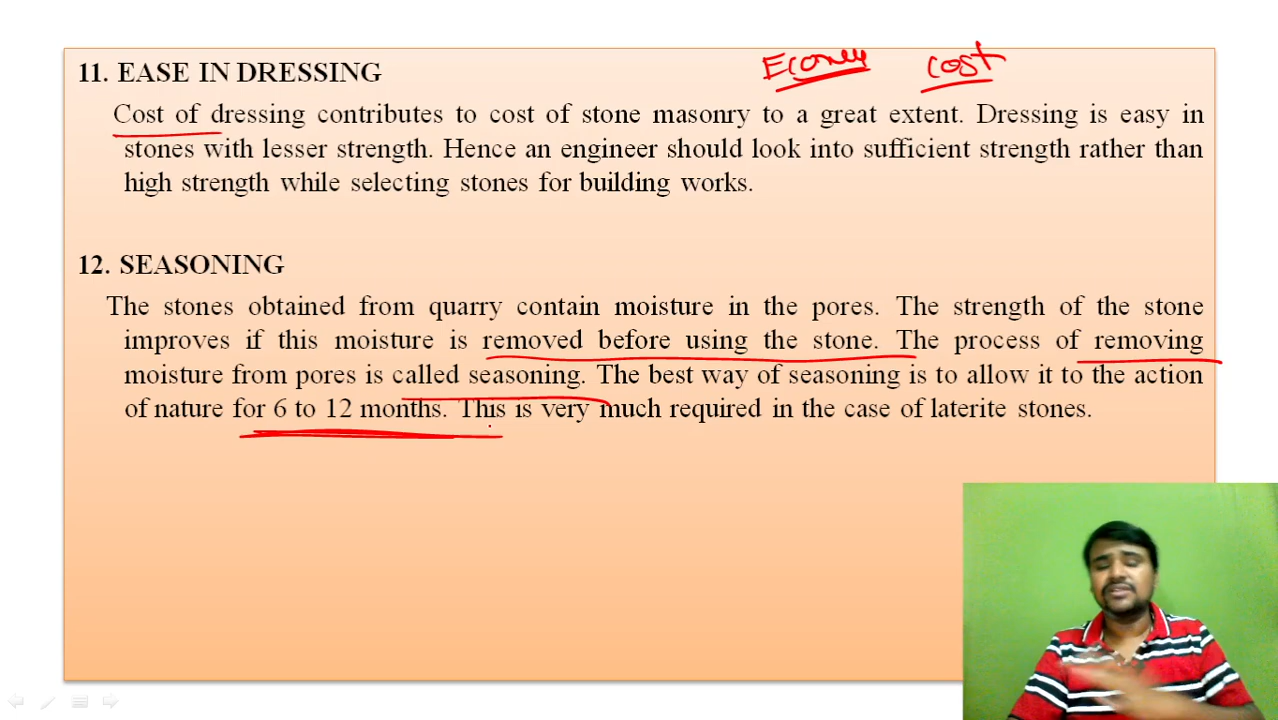 Econo cost
11. EASE IN DRESSING
Cost of dressing contributes to cost of stone masonry to a great extent. Dressing is easy in
stones with lesser strength. Hence an engineer should look into sufficient strength rather than
high strength while selecting stones for building works.
12. SEASONING
The stones obtained from quarry contain moisture in the pores. The strength of the stone
improves if this moisture is removed before using the stone. The process of removing
moisture from pores is called seasoning. The best way of seasoning is to allow it to the action
of nature for 6 to 12 months. This is very much required in the case of laterite stones.